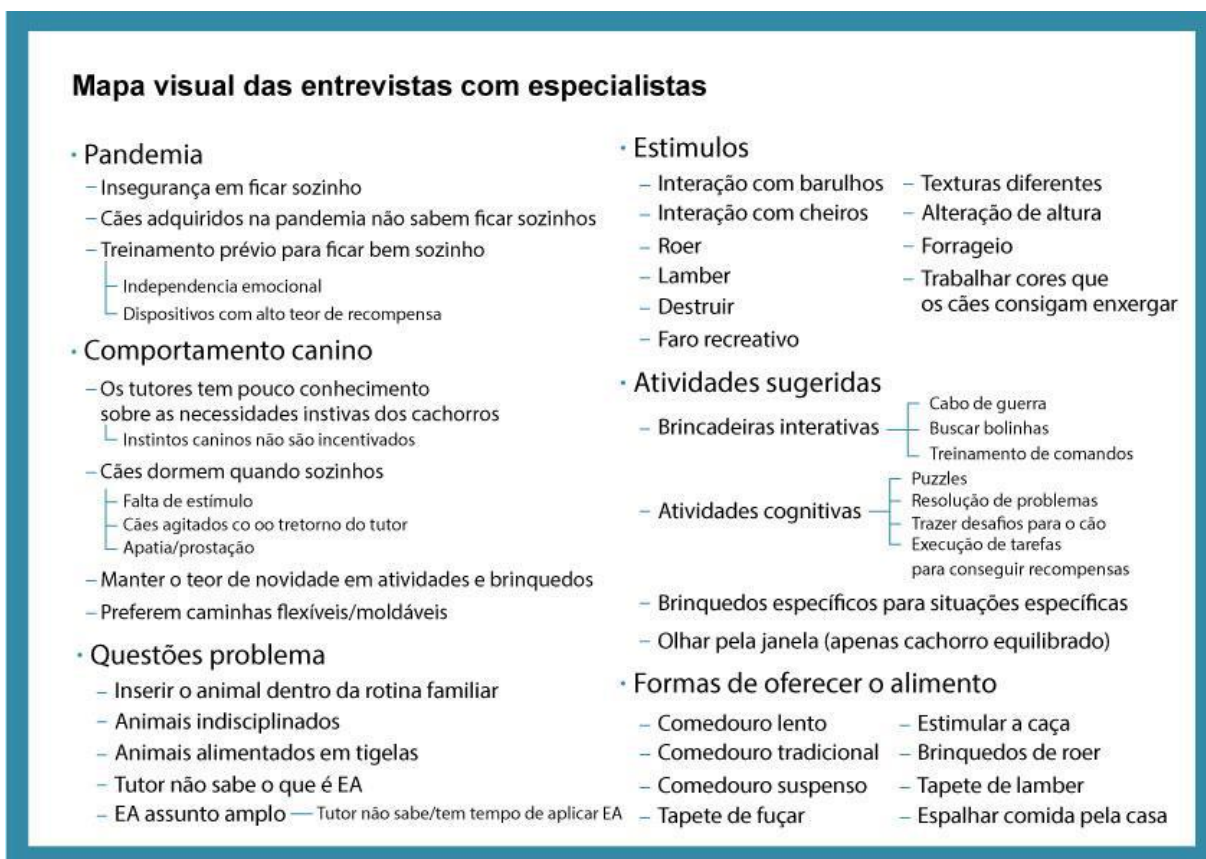 Mapa visual das entrevistas com especialistas
· Pandemia
– Insegurança em ficar sozinho
– Cães adquiridos na pandemia não sabem ficar sozinhos
– Treinamento prévio para ficar bem sozinho
Independencia emocional
Dispositivos com alto teor de recompensa
· Comportamento canino
– Os tutores tem pouco conhecimento
sobre as necessidades instivas dos cachorros
Instintos caninos não são incentivados
– Cães dormem quando sozinhos
Falta de estímulo
Cães agitados co oo tretorno do tutor
Apatia/prostação
– Manter o teor de novidade em atividades e brinquedos
– Preferem caminhas flexíveis/moldáveis
· Questões problema
– Inserir o animal dentro da rotina familiar
– Animais indisciplinados
– Animais alimentados em tigelas
– Tutor não sabe o que é EA
– EA assunto amplo — Tutor não sabe/tem tempo de aplicar EA
· Estimulos
– Interação com barulhos
– Interação com cheiros
– Roer
– Lamber
– Destruir
– Faro recreativo
– Texturas diferentes
– Alteração de altura
– Forrageio
– Trabalhar cores que
os cães consigam enxergar
· Atividades sugeridas
– Brincadeiras interativas
Cabo de guerra
Buscar bolinhas
Treinamento de comandos
– Atividades cognitivas
Puzzles
Resolução de problemas
Trazer desafios para o cão
Execução de tarefas
para conseguir recompensas
– Brinquedos específicos para situações específicas
– Olhar pela janela (apenas cachorro equilibrado)
· Formas de oferecer o alimento
– Comedouro lento
– Comedouro tradicional
– Comedouro suspenso
– Tapete de fuçar
– Estimular a caça
– Brinquedos de roer
– Tapete de lamber
– Espalhar comida pela casa